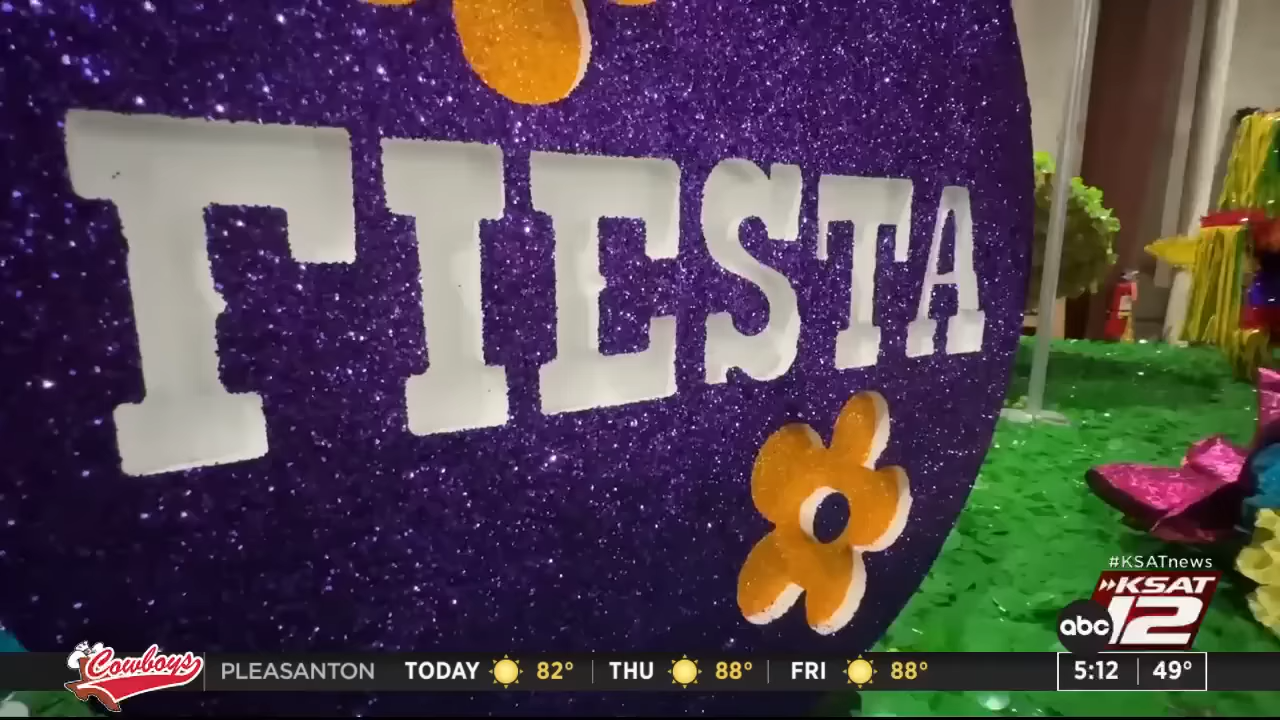 FIESTA
#KSATnews
KSAT
abc 12
Cowboys PLEASANTON TODAY 82° THU 88° FRI 88° 5:12 49°